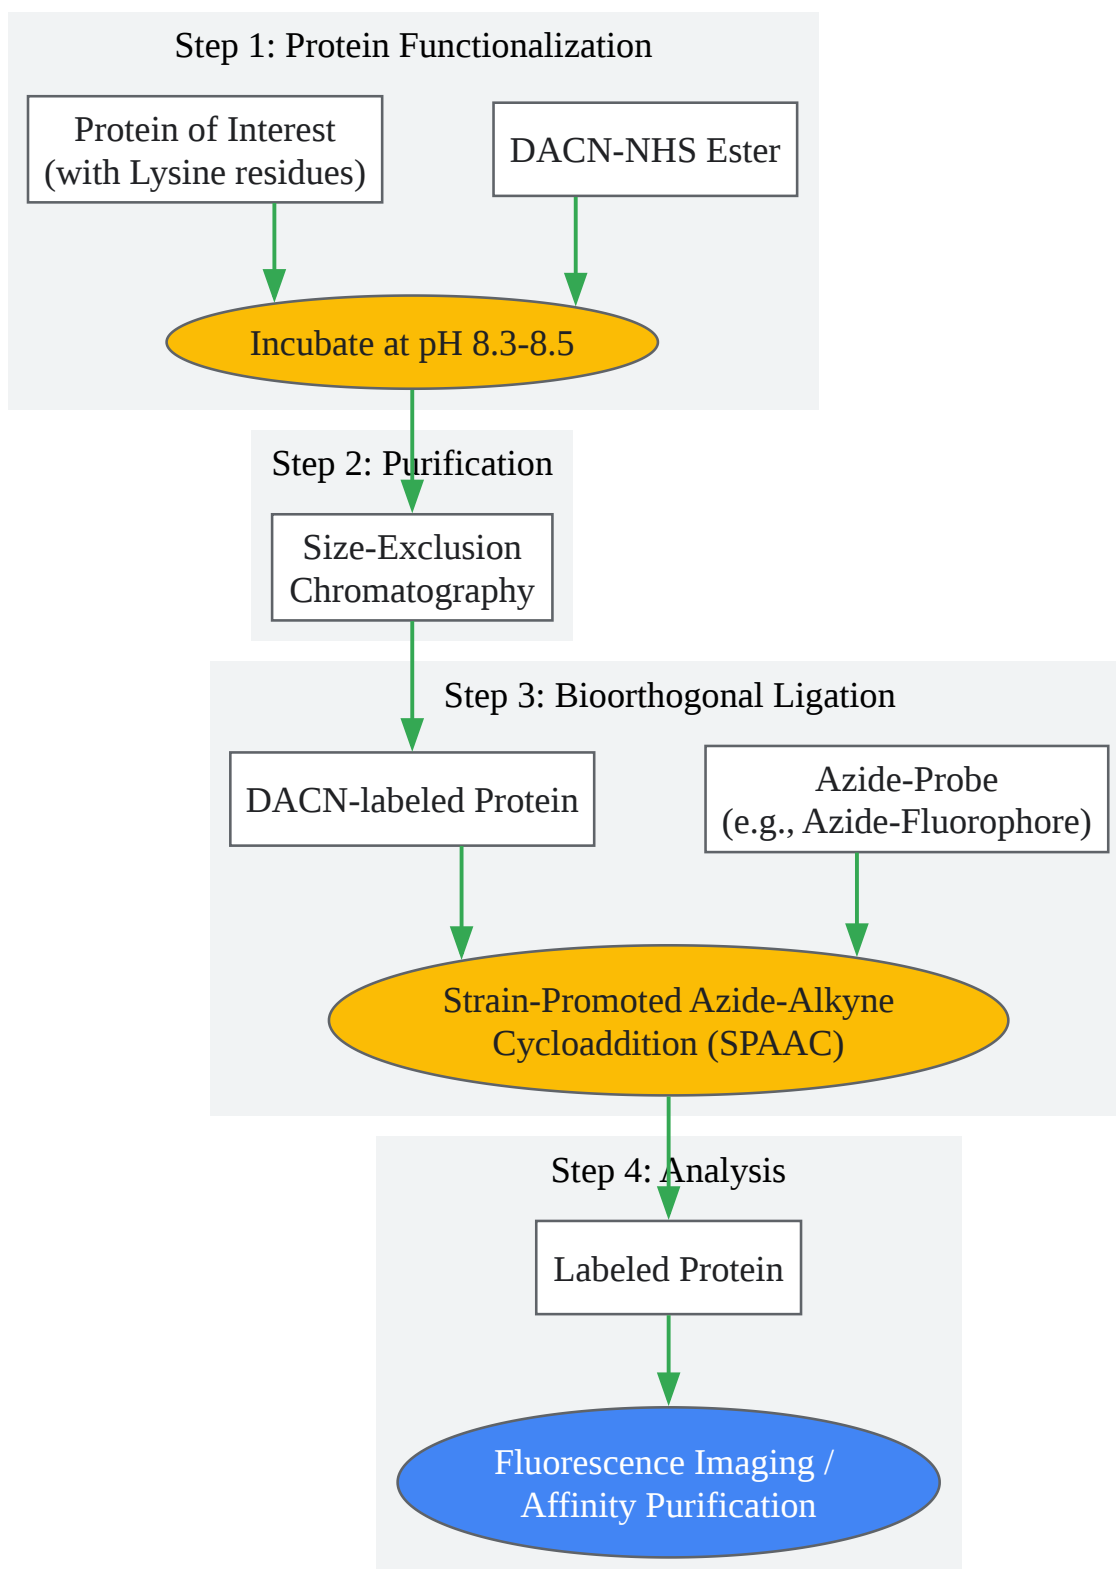 Step 1: Protein Functionalization
Protein of Interest
(with Lysine residues)
DACN-NHS Ester
Incubate at pH 8.3-8.5
Step 2: Purification
Size-Exclusion
Chromatography
Step 3: Bioorthogonal Ligation
DACN-labeled Protein
Azide-Probe
(e.g., Azide-Fluorophore)
Strain-Promoted Azide-Alkyne
Cycloaddition (SPAAC)
Step 4: Analysis
Labeled Protein
Fluorescence Imaging /
Affinity Purification